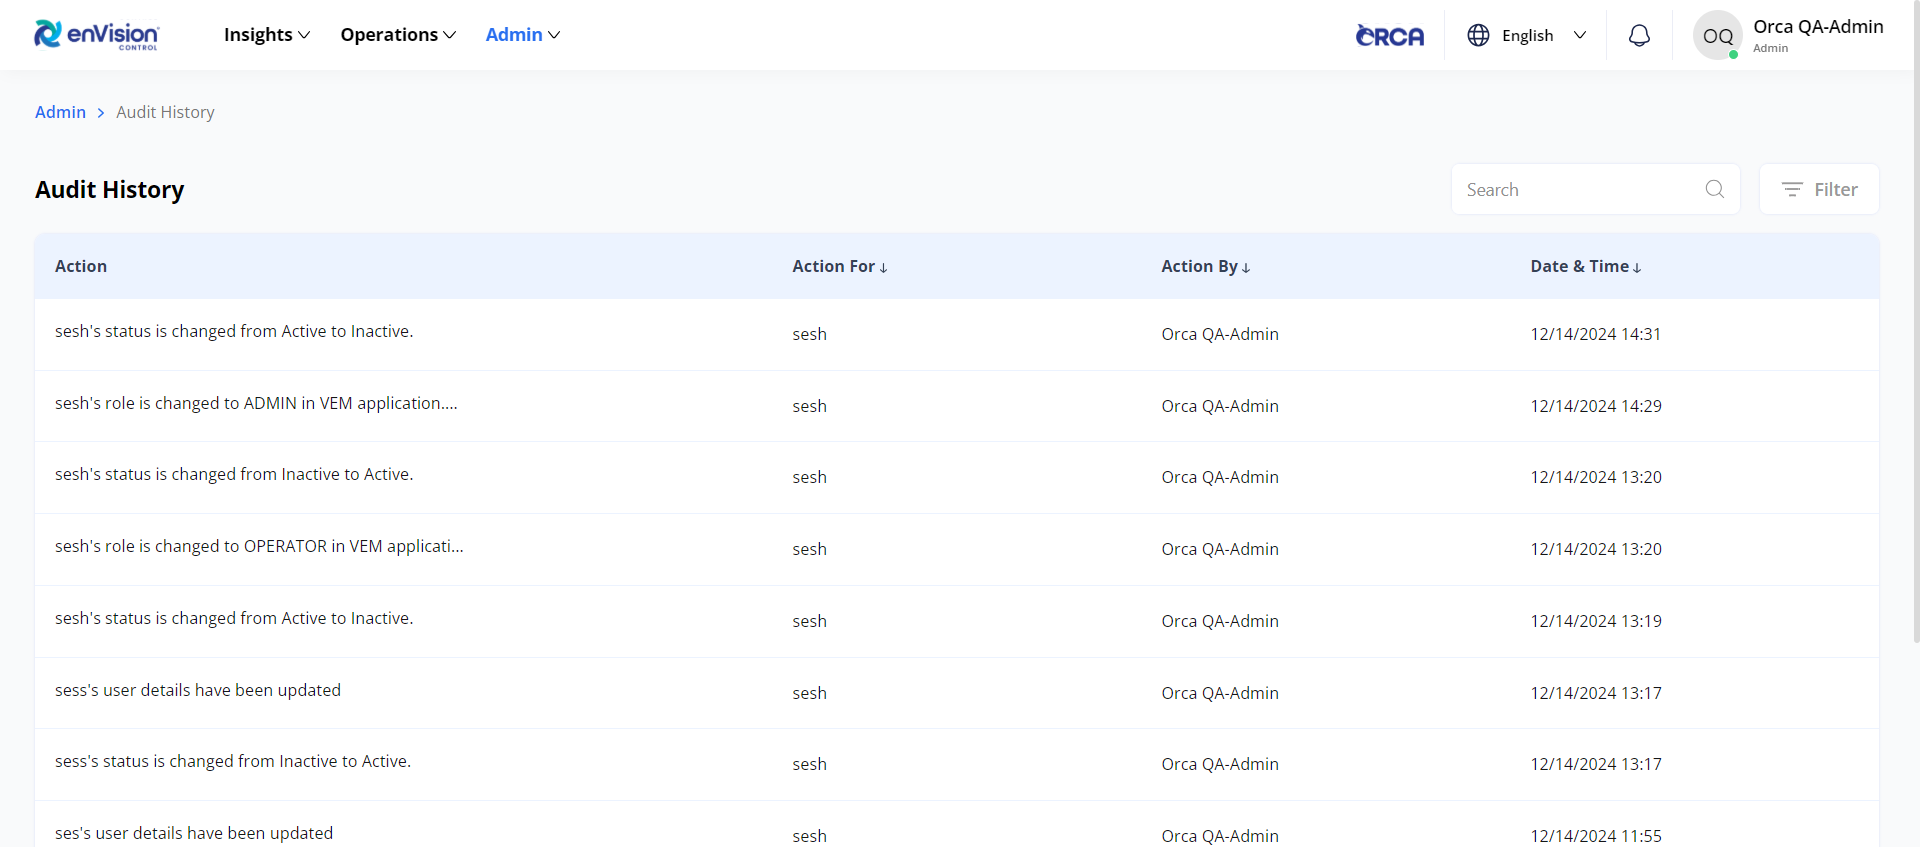 enVision CONTROL
Insights
Operations
Admin
ORCA
English
OQ
Orca QA-Admin
Admin
Admin > Audit History
Audit History
Search
Filter
Action Action For ↓ Action By ↓ Date & Time ↓
sesh's status is changed from Active to Inactive. sesh Orca QA-Admin 12/14/2024 14:31
sesh's role is changed to ADMIN in VEM application.... sesh Orca QA-Admin 12/14/2024 14:29
sesh's status is changed from Inactive to Active. sesh Orca QA-Admin 12/14/2024 13:20
sesh's role is changed to OPERATOR in VEM applicati... sesh Orca QA-Admin 12/14/2024 13:20
sesh's status is changed from Active to Inactive. sesh Orca QA-Admin 12/14/2024 13:19
sess's user details have been updated sesh Orca QA-Admin 12/14/2024 13:17
sess's status is changed from Inactive to Active. sesh Orca QA-Admin 12/14/2024 13:17
ses's user details have been updated sesh Orca QA-Admin 12/14/2024 11:55